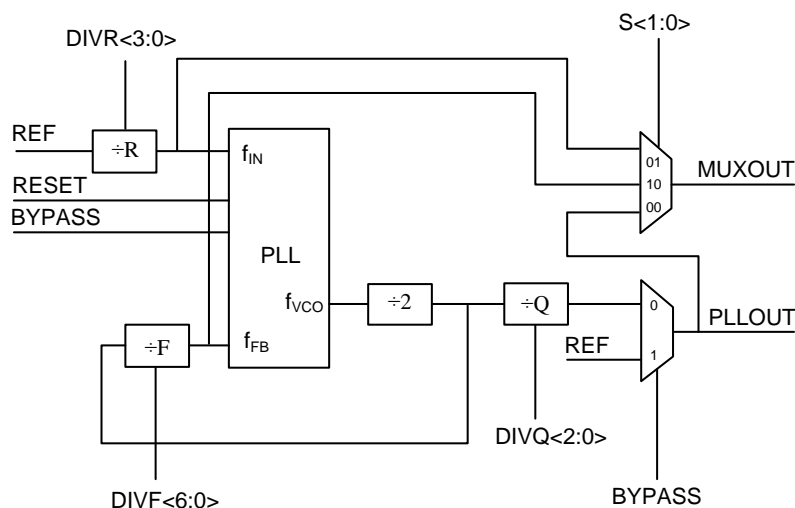 S<1:0>
DIVR<3:0>
REF
÷R
fIN
01
RESET
10
MUXOUT
BYPASS
00
PLL
fVCO
÷2
÷Q
0
PLLOUT
÷F
fFB
REF
1
DIVQ<2:0>
DIVF<6:0>
BYPASS